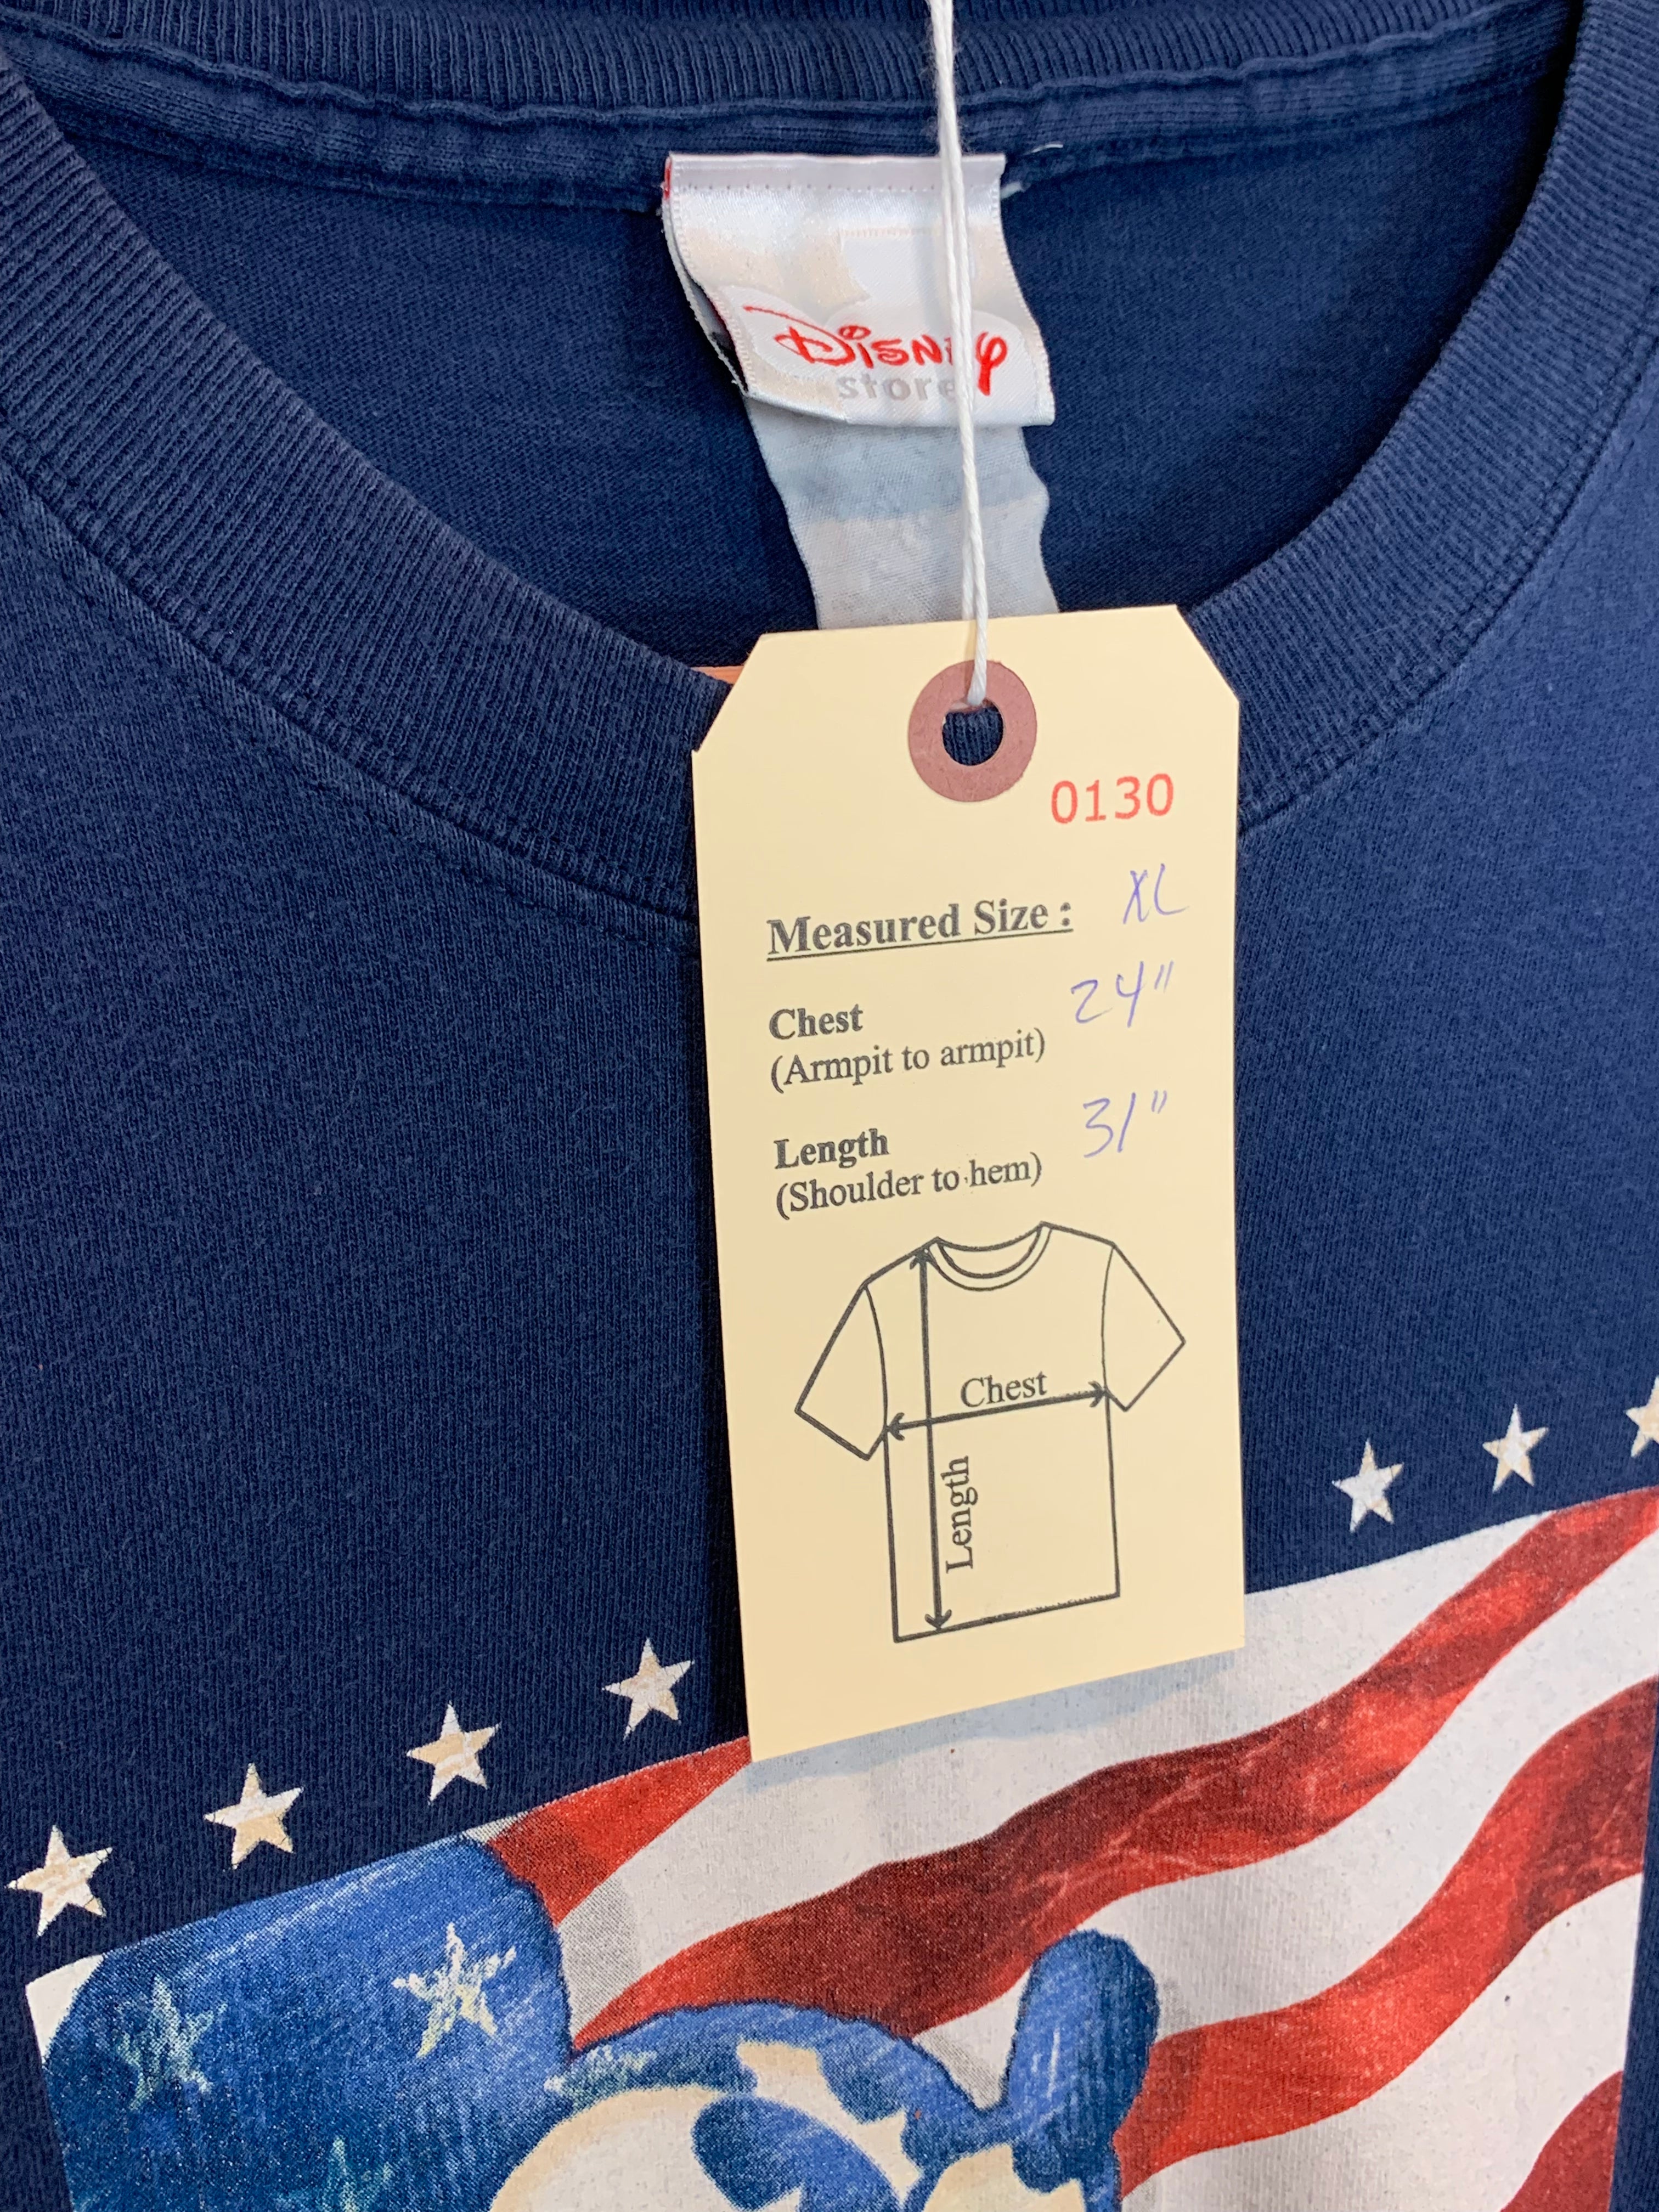 Disney
store
0130
Measured Size : XL
Chest 24"
(Armpit to armpit)
Length 31"
(Shoulder to hem)
Chest
Length